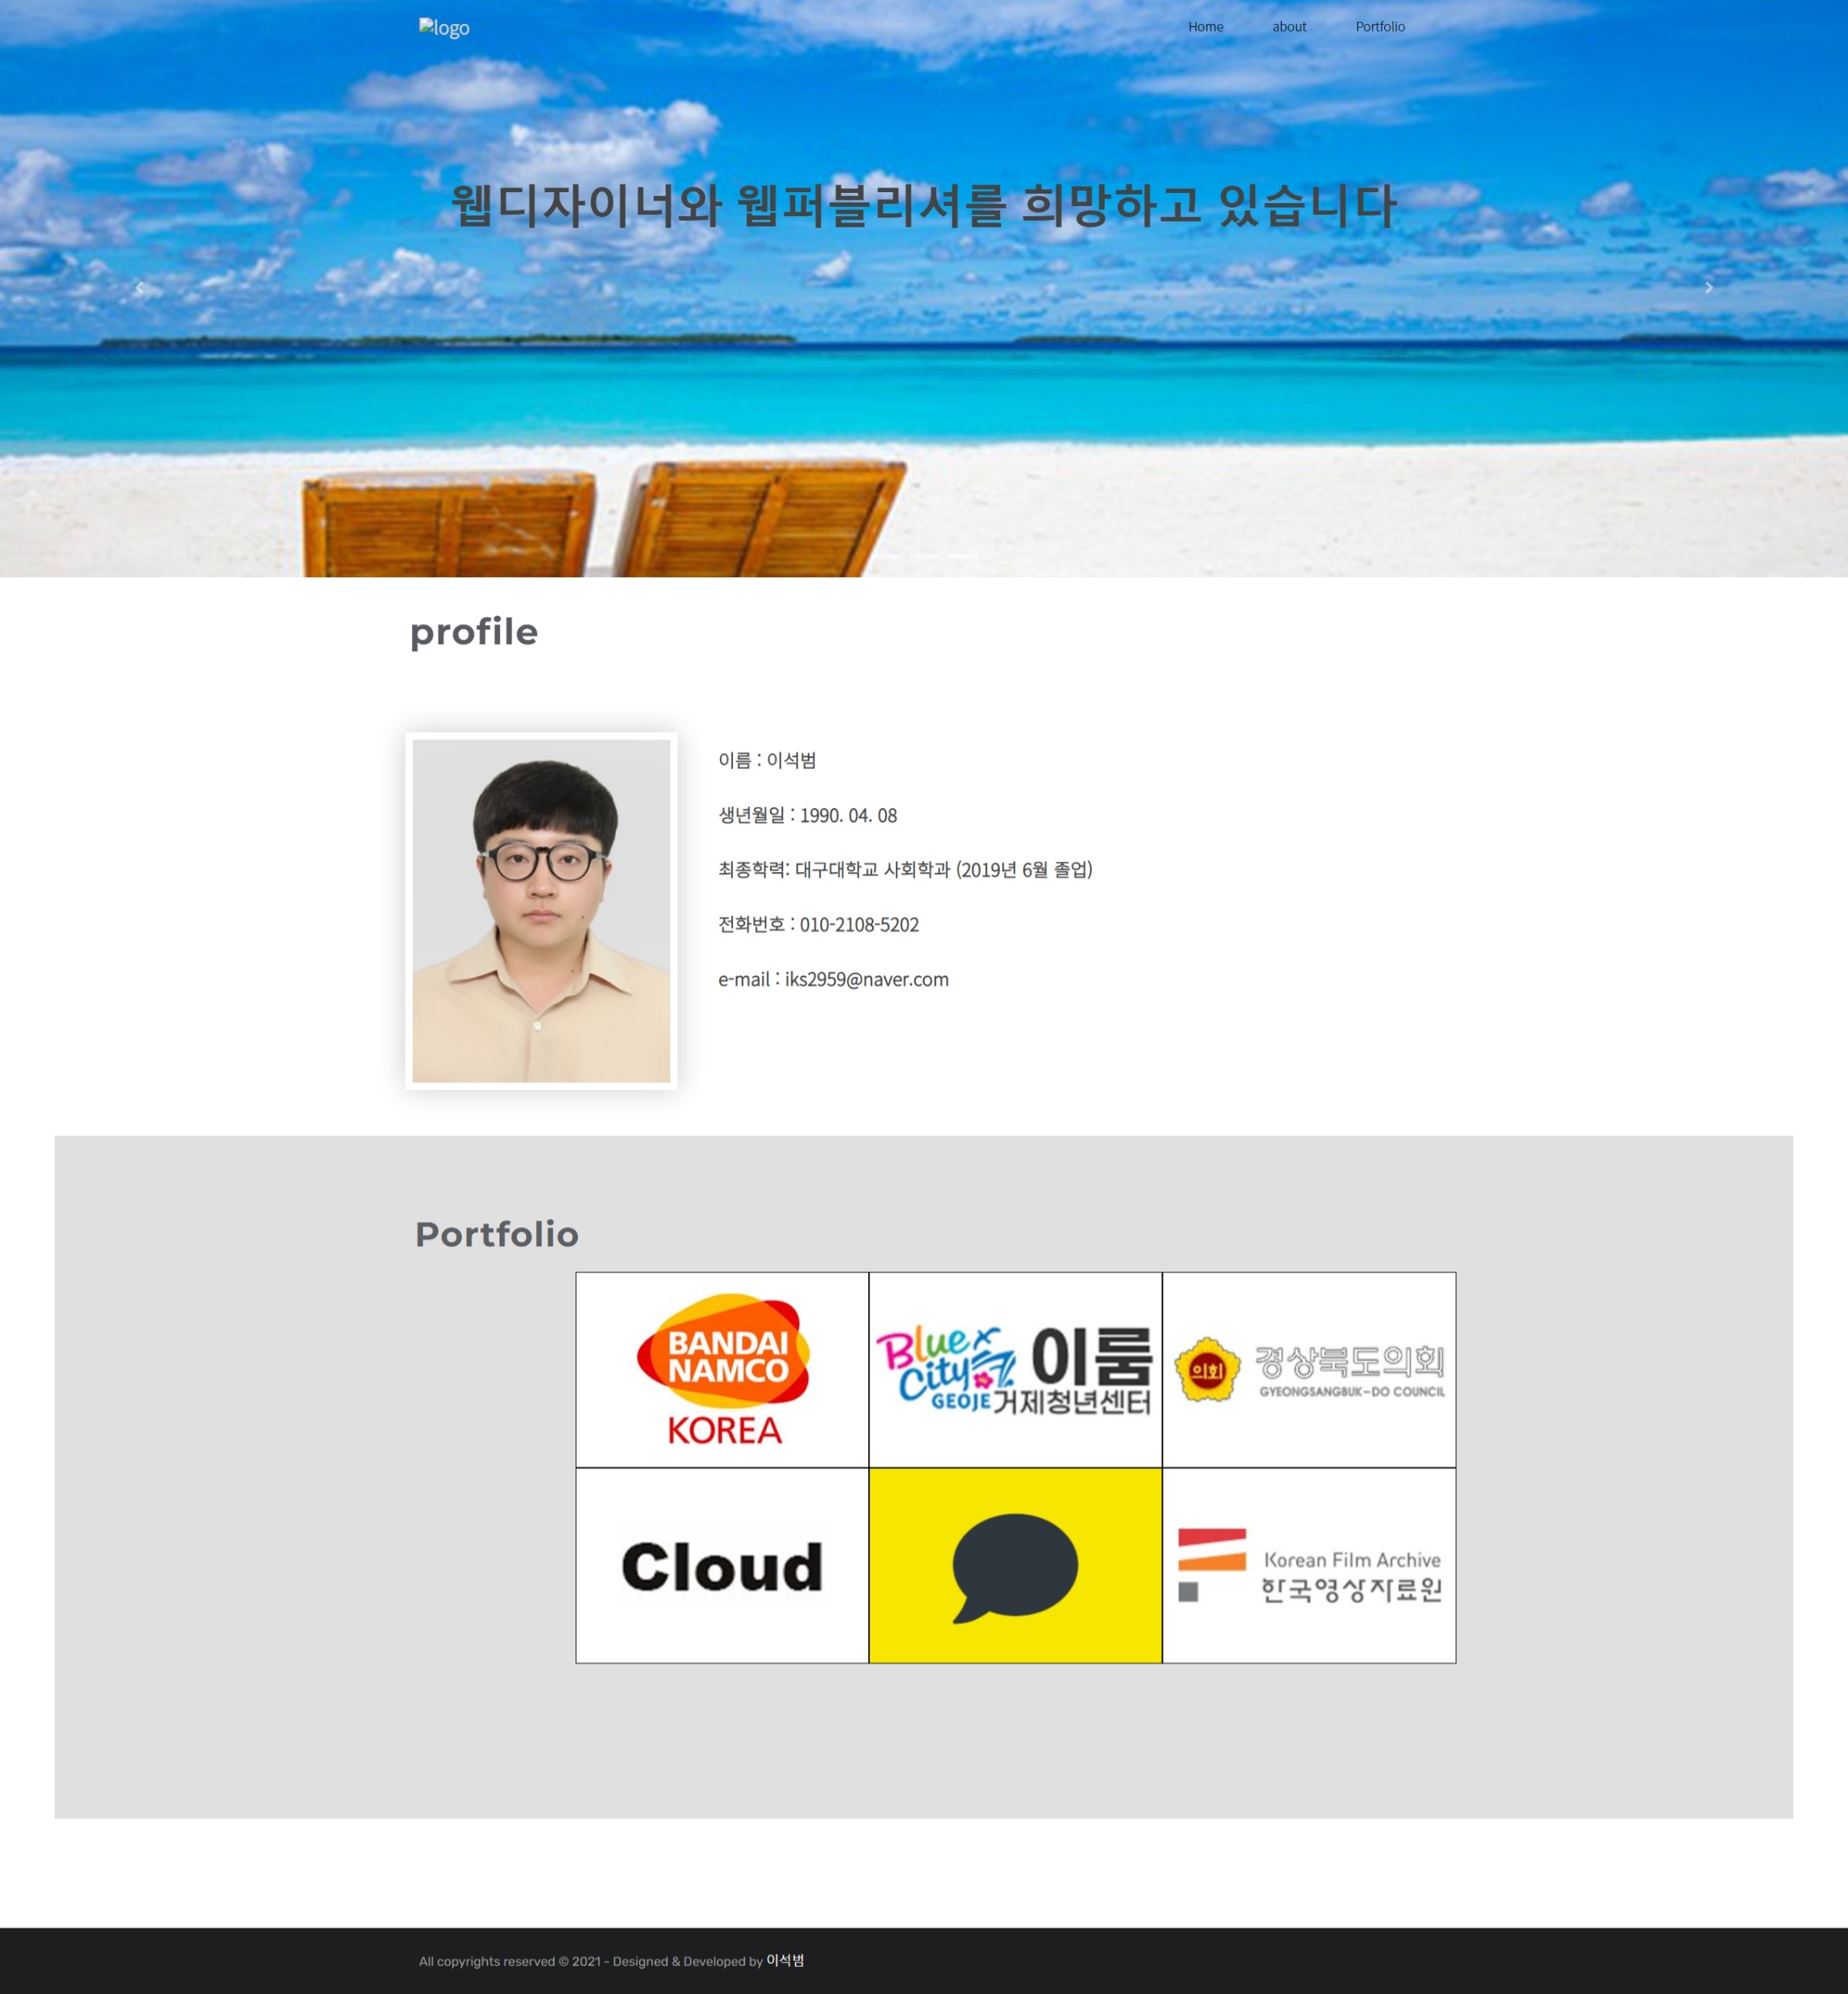 logo
Home about Portfolio
웹디자이너와 웹퍼블리셔를 희망하고 있습니다
profile
이름 : 이석범
생년월일 : 1990. 04. 08
최종학력: 대구대학교 사회학과 (2019년 6월 졸업)
전화번호 : 010-2108-5202
e-mail : iks2959@naver.com
Portfolio
BANDAI
NAMCO
KOREA
Blue
City
GEOJE
이룸
거제청년센터
의회
경상북도의회
GYEONGSANGBUK-DO COUNCIL
Cloud
Korean Film Archive
한국영상자료원
All copyrights reserved © 2021 - Designed & Developed by 이석범